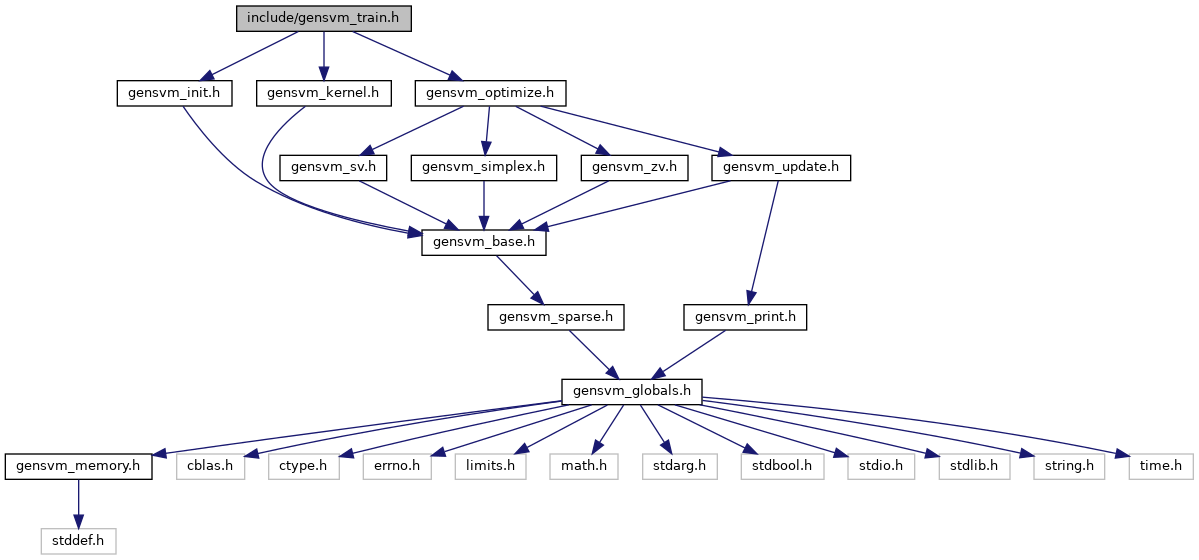 include/gensvm_train.h
gensvm_init.h
gensvm_kernel.h
gensvm_optimize.h
gensvm_sv.h
gensvm_simplex.h
gensvm_zv.h
gensvm_update.h
gensvm_base.h
gensvm_sparse.h
gensvm_print.h
gensvm_globals.h
gensvm_memory.h
cblas.h
ctype.h
errno.h
limits.h
math.h
stdarg.h
stdbool.h
stdio.h
stdlib.h
string.h
time.h
stddef.h